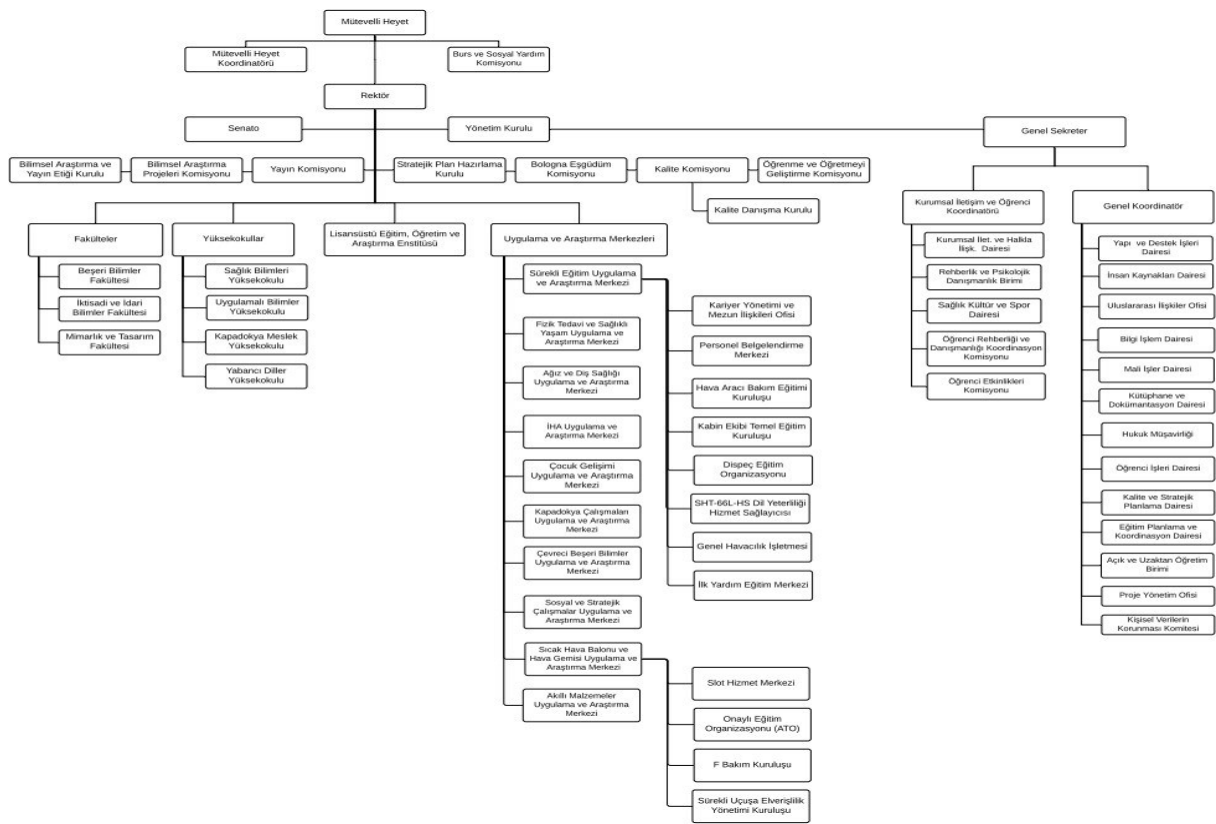 Mütevelli Heyet
Mütevelli Heyet
Koordinatörü
Burs ve Sosyal Yardım
Komisyonu
Rektör
Senato
Yönetim Kurulu
Genel Sekreter
Bilimsel Araştırma ve
Yayın Etiği Kurulu
Bilimsel Araştırma
Projeleri Komisyonu
Yayın Komisyonu
Stratejik Plan Hazırlama
Kurulu
Bologna Eşgüdüm
Komisyonu
Kalite Komisyonu
Öğrenme ve Öğretmeyi
Geliştirme Komisyonu
Kalite Danışma Kurulu
Fakülteler
Beşeri Bilimler
Fakültesi
İktisadi ve İdari
Bilimler Fakültesi
Mimarlık ve Tasarım
Fakültesi
Yüksekokullar
Sağlık Bilimleri
Yüksekokulu
Uygulamalı Bilimler
Yüksekokulu
Kapadokya Meslek
Yüksekokulu
Yabancı Diller
Yüksekokulu
Lisansüstü Eğitim, Öğretim ve
Araştırma Enstitüsü
Uygulama ve Araştırma Merkezleri
Sürekli Eğitim Uygulama
ve Araştırma Merkezi
Fizik Tedavi ve Sağlıklı
Yaşam Uygulama ve
Araştırma Merkezi
Ağız ve Diş Sağlığı
Uygulama ve Araştırma
Merkezi
İHA Uygulama ve
Araştırma Merkezi
Çocuk Gelişimi
Uygulama ve Araştırma
Merkezi
Kapadokya Çalışmaları
Uygulama ve Araştırma
Merkezi
Çevreci Beşeri Bilimler
Uygulama ve Araştırma
Merkezi
Sosyal ve Stratejik
Çalışmalar Uygulama ve
Araştırma Merkezi
Sıcak Hava Balonu ve
Hava Gemisi Uygulama ve
Araştırma Merkezi
Akıllı Malzemeler
Uygulama ve Araştırma
Merkezi
Kariyer Yönetimi ve
Mezun İlişkileri Ofisi
Personel Belgelendirme
Merkezi
Hava Aracı Bakım Eğitimi
Kuruluşu
Kabin Ekibi Temel Eğitim
Kuruluşu
Dispeç Eğitim
Organizasyonu
SHT-66L-HS Dil Yeterliliği
Hizmet Sağlayıcısı
Genel Havacılık İşletmesi
İlk Yardım Eğitim Merkezi
Slot Hizmet Merkezi
Onaylı Eğitim
Organizasyonu (ATO)
F Bakım Kuruluşu
Sürekli Uçuşa Elverişlilik
Yönetimi Kuruluşu
Kurumsal İletişim ve Öğrenci
Koordinatörü
Kurumsal İlet. ve Halkla
İlişk. Dairesi
Rehberlik ve Psikolojik
Danışmanlık Birimi
Sağlık Kültür ve Spor
Dairesi
Öğrenci Rehberliği ve
Danışmanlığı Koordinasyon
Komisyonu
Öğrenci Etkinlikleri
Komisyonu
Genel Koordinatör
Yapı ve Destek İşleri
Dairesi
İnsan Kaynakları Dairesi
Uluslararası İlişkiler Ofisi
Bilgi İşlem Dairesi
Mali İşler Dairesi
Kütüphane ve
Dokümantasyon Dairesi
Hukuk Müşavirliği
Öğrenci İşleri Dairesi
Kalite ve Stratejik
Planlama Dairesi
Eğitim Planlama ve
Koordinasyon Dairesi
Açık ve Uzaktan Öğretim
Birimi
Proje Yönetim Ofisi
Kişisel Verilerin
Korunması Komitesi